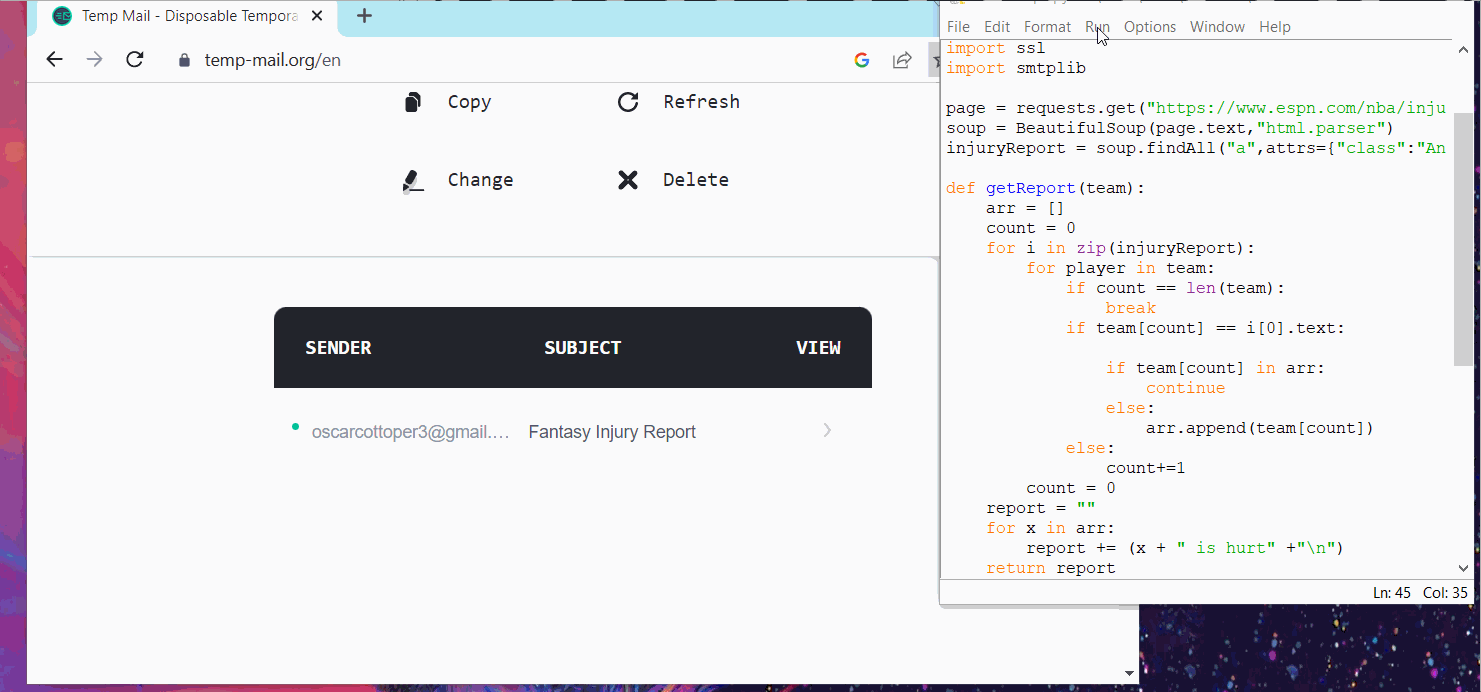 Temp Mail - Disposable Tempora
temp-mail.org/en
Copy
Refresh
Change
Delete
SENDER SUBJECT VIEW
oscarcottoper3@gmail.… Fantasy Injury Report
File Edit Format Run Options Window Help
import ssl
import smtplib
page = requests.get("https://www.espn.com/nba/inju
soup = BeautifulSoup(page.text,"html.parser")
injuryReport = soup.findAll("a",attrs={"class":"An
def getReport(team):
    arr = []
    count = 0
    for i in zip(injuryReport):
        for player in team:
            if count == len(team):
                break
            if team[count] == i[0].text:
                if team[count] in arr:
                    continue
                else:
                    arr.append(team[count])
            else:
                count+=1
        count = 0
    report = ""
    for x in arr:
        report += (x + " is hurt" +"\n")
    return report
Ln: 45 Col: 35